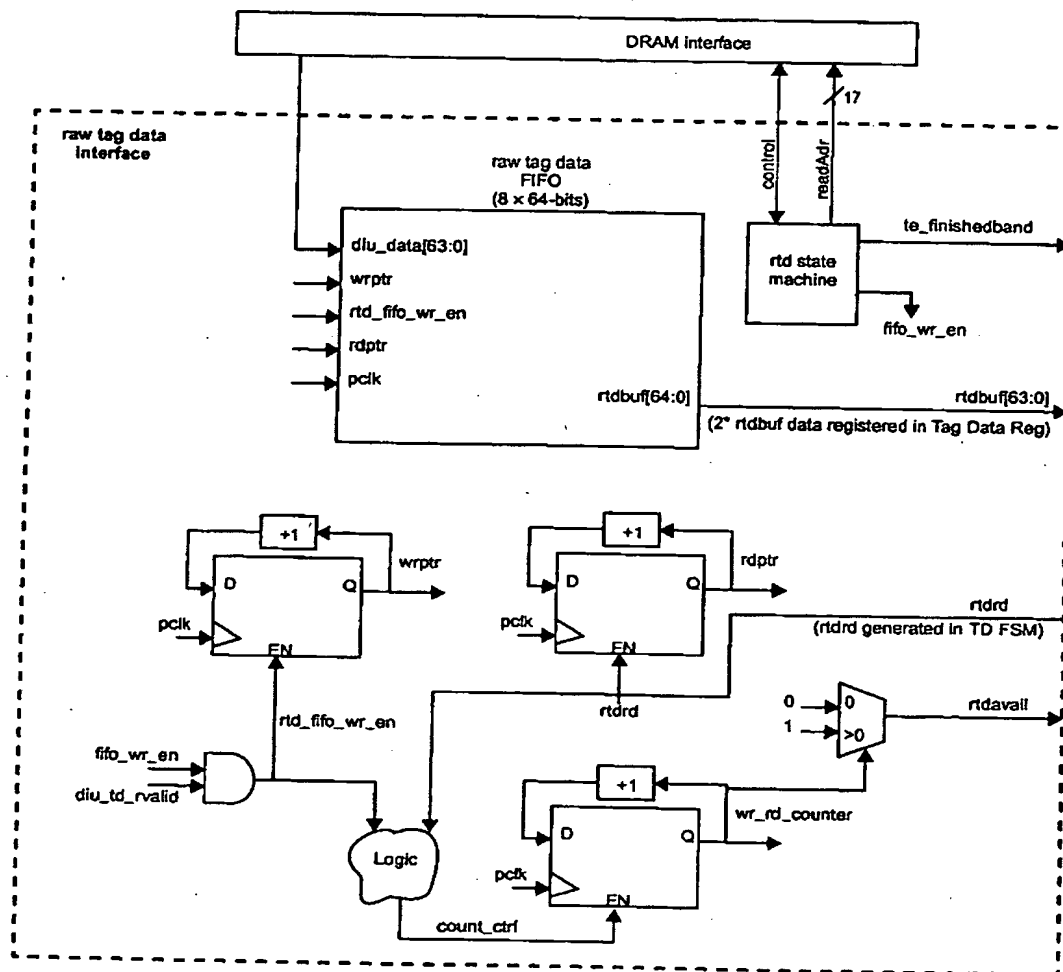 DRAM interface
17
raw tag data
interface
raw tag data
FIFO
(8 × 64-bits)
control
readAdr
diu_data[63:0]
wrptr
rtd_fifo_wr_en
rdptr
pclk
rtdbuf[64:0]
rtd state
machine
te_finishedband
fifo_wr_en
rtdbuf[63:0]
(2* rtdbuf data registered in Tag Data Reg)
+1
wrptr
D
Q
pclk
EN
+1
rdptr
D
Q
pclk
EN
rtdrd
(rtdrd generated in TD FSM)
rtdrd
rtd_fifo_wr_en
fifo_wr_en
diu_td_rvalid
0
0
1
>0
rtdavail
+1
wr_rd_counter
D
Q
Logic
pclk
EN
count_ctrl